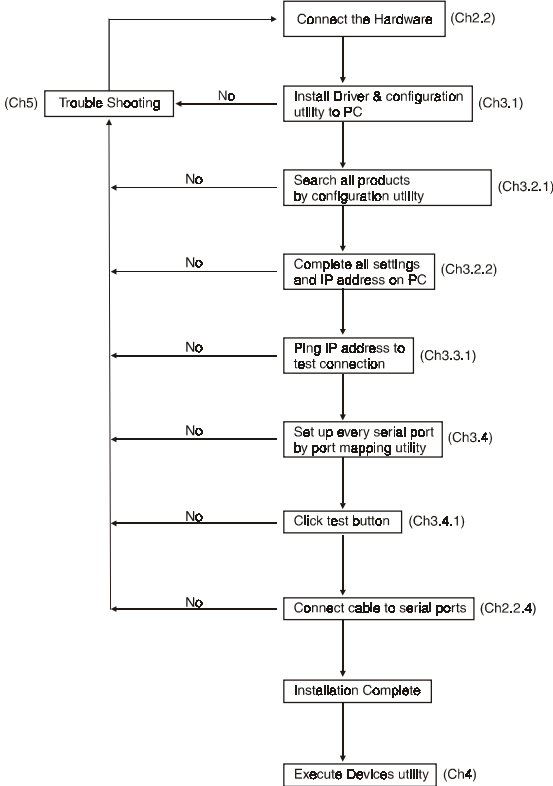 Connect the Hardware (Ch2.2)
(Ch5) Trouble Shooting
No
Install Driver & configuration
utility to PC
(Ch3.1)
No
Search all products
by configuration utility
(Ch3.2.1)
No
Complete all settings
and IP address on PC
(Ch3.2.2)
No
Ping IP address to
test connection
(Ch3.3.1)
No
Set up every serial port
by port mapping utility
(Ch3.4)
No
Click test button (Ch3.4.1)
No
Connect cable to serial ports (Ch2.2.4)
Installation Complete
Execute Devices utility (Ch4)